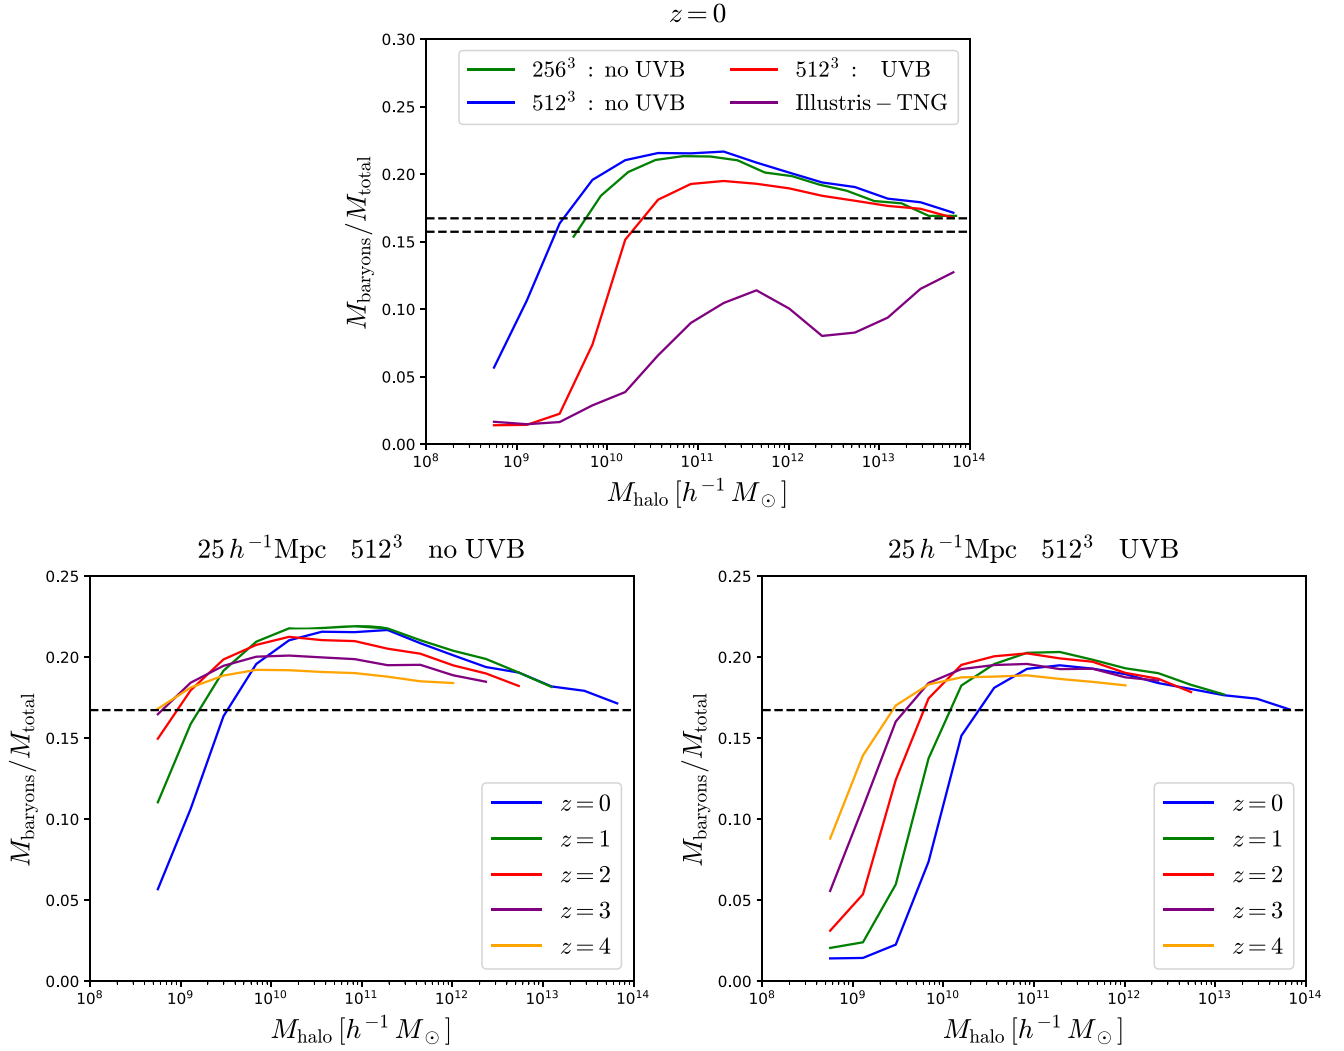 z = 0
0.30
0.25
0.20
0.15
0.10
0.05
0.00
M_baryons/M_total
256³ : no UVB
512³ : no UVB
512³ : UVB
Illustris − TNG
10⁸ 10⁹ 10¹⁰ 10¹¹ 10¹² 10¹³ 10¹⁴
M_halo [h⁻¹ M_⊙]
25 h⁻¹Mpc 512³ no UVB
0.25
0.20
0.15
0.10
0.05
0.00
M_baryons/M_total
z = 0
z = 1
z = 2
z = 3
z = 4
10⁸ 10⁹ 10¹⁰ 10¹¹ 10¹² 10¹³ 10¹⁴
M_halo [h⁻¹ M_⊙]
25 h⁻¹Mpc 512³ UVB
0.25
0.20
0.15
0.10
0.05
0.00
M_baryons/M_total
z = 0
z = 1
z = 2
z = 3
z = 4
10⁸ 10⁹ 10¹⁰ 10¹¹ 10¹² 10¹³ 10¹⁴
M_halo [h⁻¹ M_⊙]